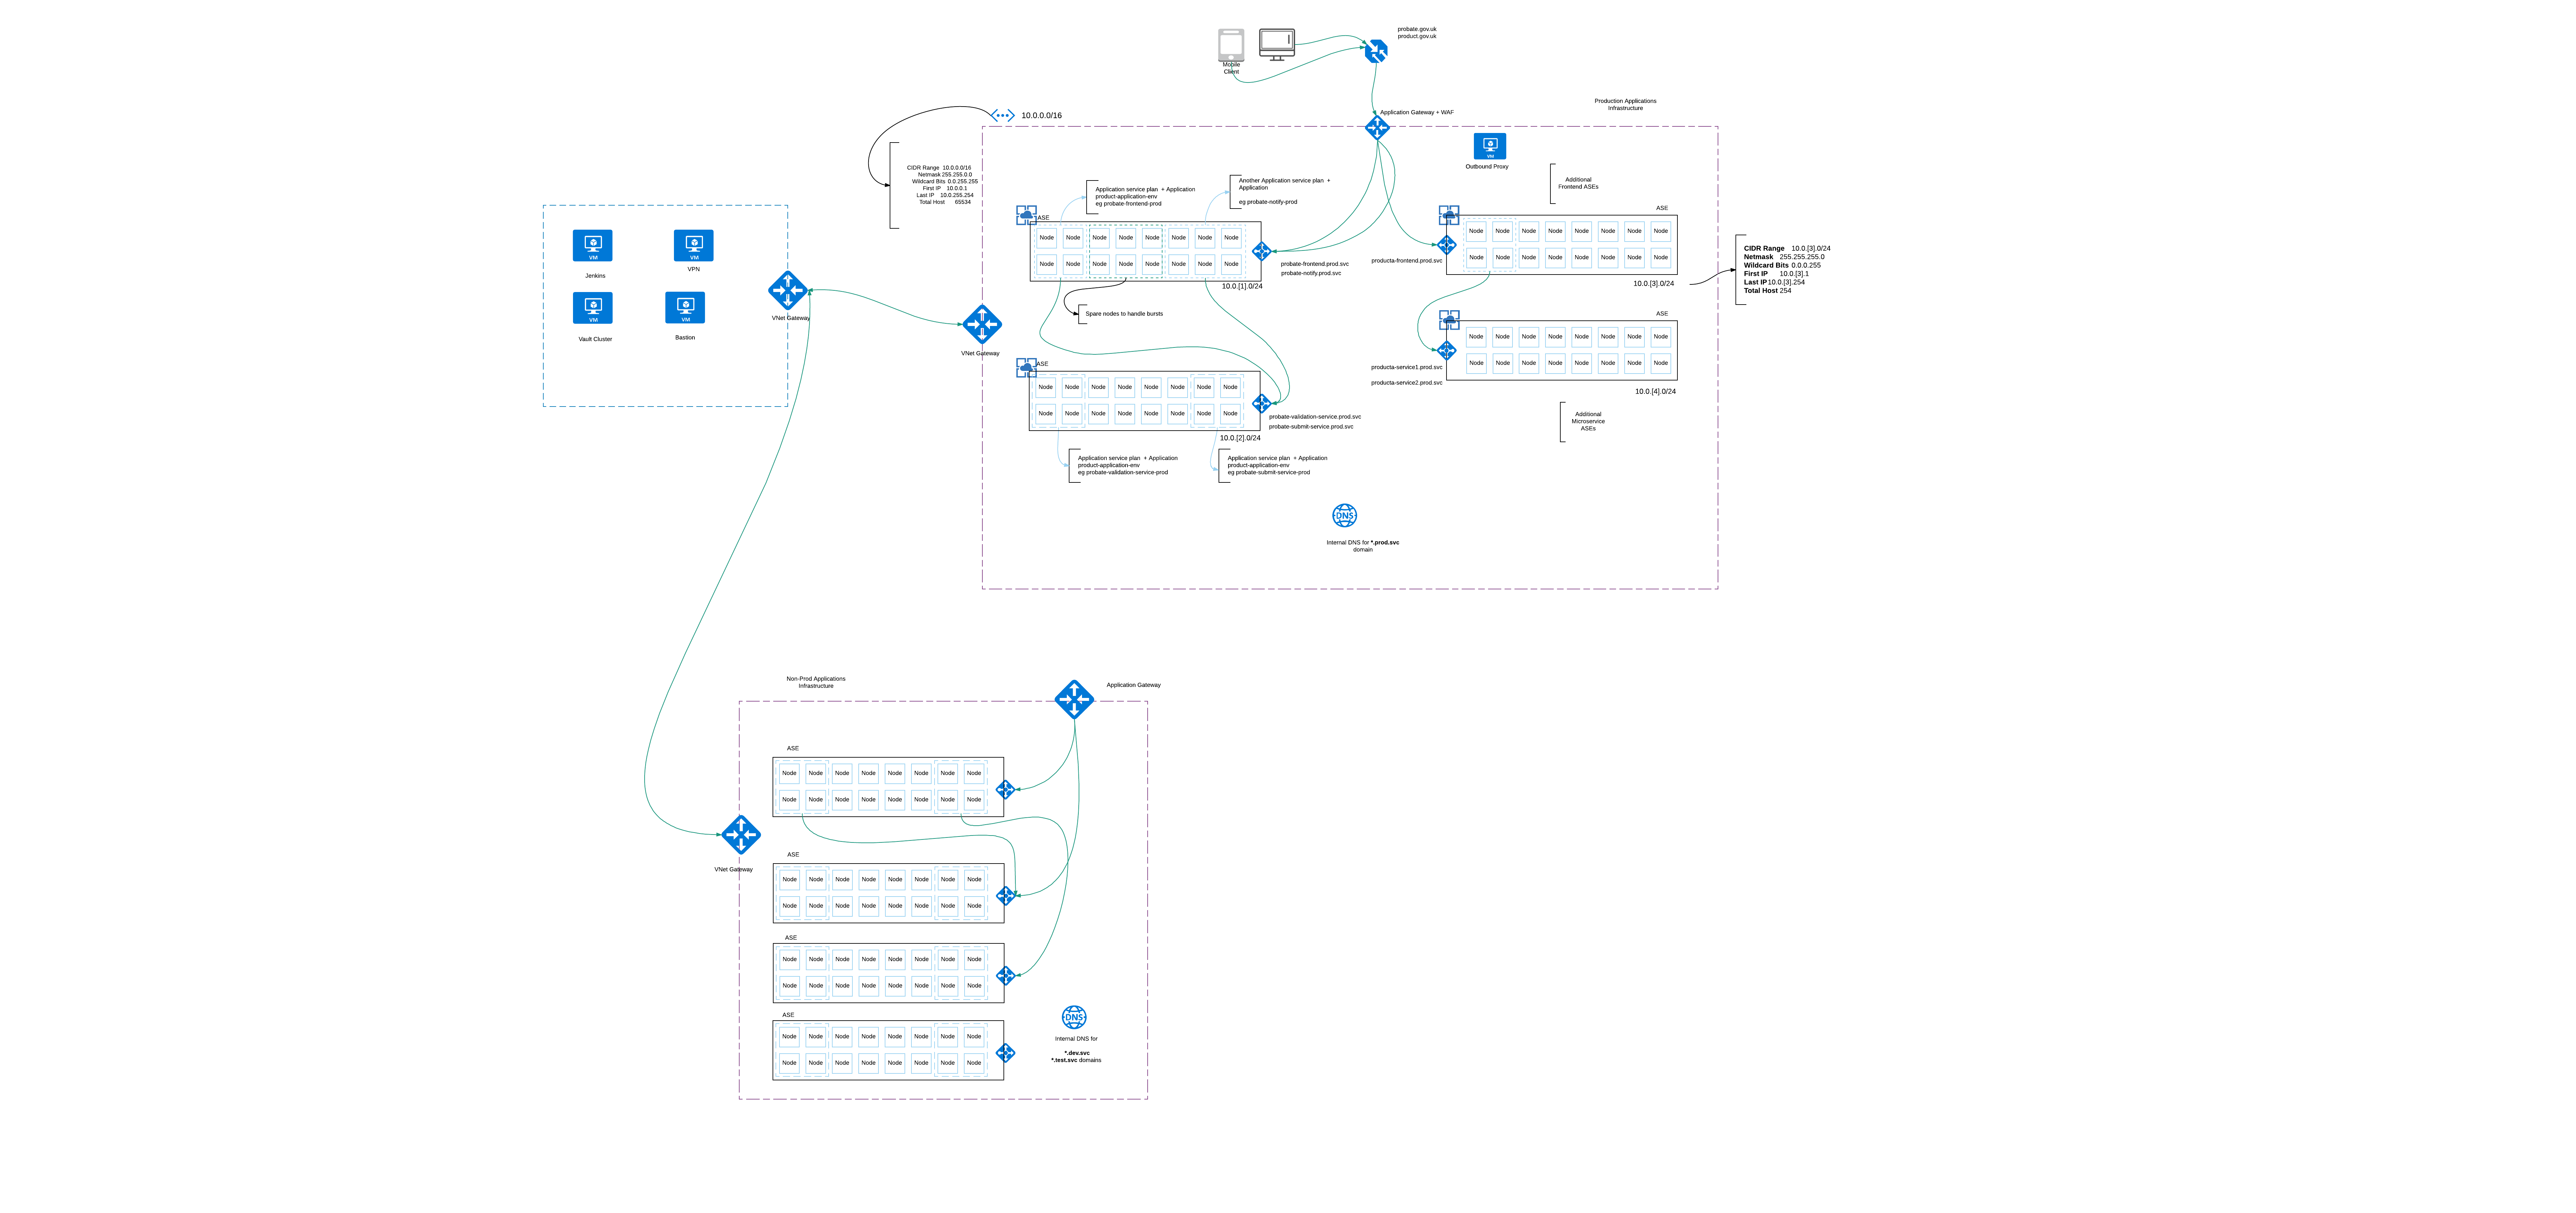 probate.gov.uk
product.gov.uk
Mobile
Client
Application Gateway + WAF
Production Applications
Infrastructure
10.0.0.0/16
CIDR Range 10.0.0.0/16
Netmask 255.255.0.0
Wildcard Bits 0.0.255.255
First IP 10.0.0.1
Last IP 10.0.255.254
Total Host 65534
VM
Outbound Proxy
Additional
Frontend ASEs
Application service plan + Application
product-application-env
eg probate-frontend-prod
Another Application service plan +
Application
eg probate-notify-prod
ASE
Node Node Node Node Node Node Node Node
Node Node Node Node Node Node Node Node
probate-frontend.prod.svc
probate-notify.prod.svc
10.0.[1].0/24
Spare nodes to handle bursts
ASE
Node Node Node Node Node Node Node Node
Node Node Node Node Node Node Node Node
producta-frontend.prod.svc
10.0.[3].0/24
CIDR Range 10.0.[3].0/24
Netmask 255.255.255.0
Wildcard Bits 0.0.0.255
First IP 10.0.[3].1
Last IP 10.0.[3].254
Total Host 254
VM
Jenkins
VM
VPN
VM
Vault Cluster
VM
Bastion
VNet Gateway
VNet Gateway
ASE
Node Node Node Node Node Node Node Node
Node Node Node Node Node Node Node Node
probate-validation-service.prod.svc
probate-submit-service.prod.svc
10.0.[2].0/24
Application service plan + Application
product-application-env
eg probate-validation-service-prod
Application service plan + Application
product-application-env
eg probate-submit-service-prod
ASE
Node Node Node Node Node Node Node Node
Node Node Node Node Node Node Node Node
producta-service1.prod.svc
producta-service2.prod.svc
10.0.[4].0/24
Additional
Microservice
ASEs
DNS
Internal DNS for *.prod.svc
domain
Non-Prod Applications
Infrastructure
Application Gateway
VNet Gateway
ASE
Node Node Node Node Node Node Node Node
Node Node Node Node Node Node Node Node
ASE
Node Node Node Node Node Node Node Node
Node Node Node Node Node Node Node Node
ASE
Node Node Node Node Node Node Node Node
Node Node Node Node Node Node Node Node
ASE
Node Node Node Node Node Node Node Node
Node Node Node Node Node Node Node Node
DNS
Internal DNS for
*.dev.svc
*.test.svc domains